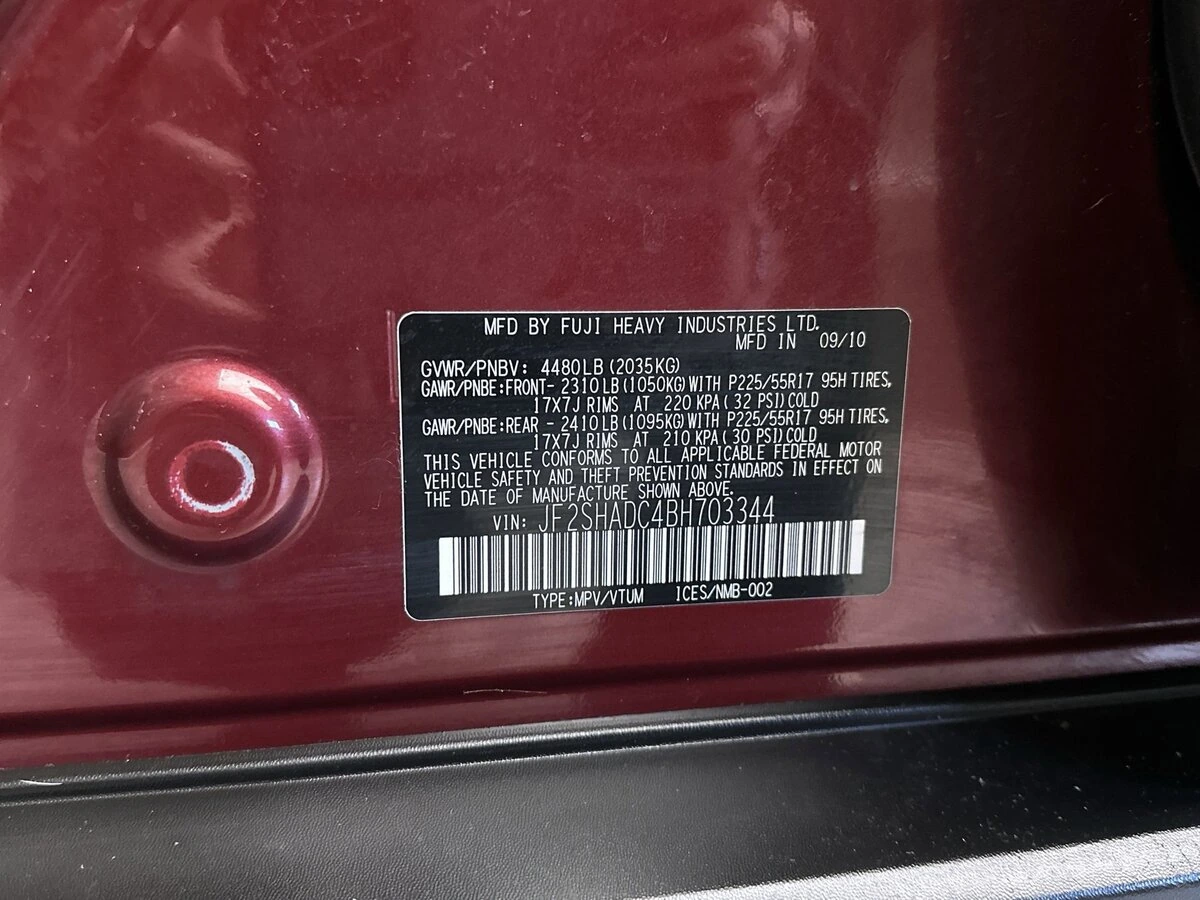 MFD BY FUJI HEAVY INDUSTRIES LTD.
MFD IN 09/10
GVWR/PNBV: 4480LB (2035KG)
GAWR/PNBE:FRONT- 2310LB (1050KG) WITH P225/55R17 95H TIRES,
17X7J RIMS AT 220 KPA ( 32 PSI) COLD
GAWR/PNBE:REAR - 2410LB (1095KG) WITH P225/55R17 95H TIRES,
17X7J RIMS AT 210 KPA ( 30 PSI) COLD
THIS VEHICLE CONFORMS TO ALL APPLICABLE FEDERAL MOTOR
VEHICLE SAFETY AND THEFT PREVENTION STANDARDS IN EFFECT ON
THE DATE OF MANUFACTURE SHOWN ABOVE.
VIN: JF2SHADC4BH703344
TYPE:MPV/VTUM ICES/NMB-002